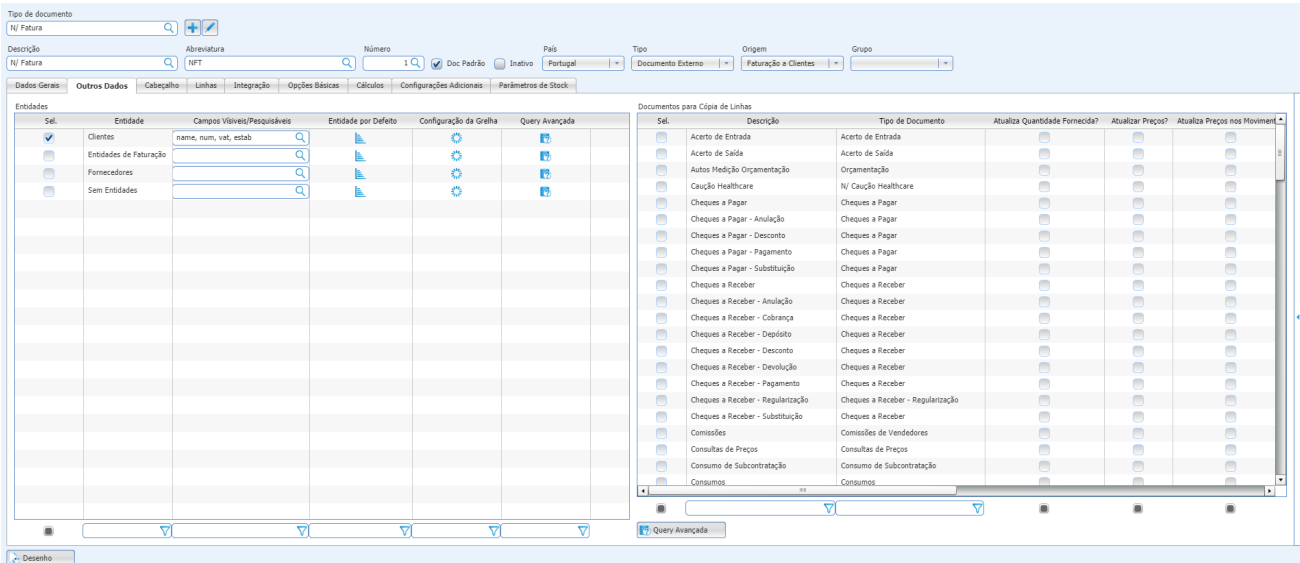 Tipo de documento
N/ Fatura
Descrição Abreviatura Número País Tipo Origem Grupo
N/ Fatura NFT 1 Doc Padrão Inativo Portugal Documento Externo Faturação a Clientes
Dados Gerais Outros Dados Cabeçalho Linhas Integração Opções Básicas Cálculos Configurações Adicionais Parâmetros de Stock
Entidades
Sel. Entidade Campos Visíveis/Pesquisáveis Entidade por Defeito Configuração da Grelha Query Avançada
Clientes name, num, vat, estab
Entidades de Faturação
Fornecedores
Sem Entidades
Documentos para Cópia de Linhas
Sel. Descrição Tipo de Documento Atualiza Quantidade Fornecida? Atualizar Preços? Atualiza Preços nos Moviment
Acerto de Entrada Acerto de Entrada
Acerto de Saída Acerto de Saída
Autos Medição Orçamentação Orçamentação
Caução Healthcare N/ Caução Healthcare
Cheques a Pagar Cheques a Pagar
Cheques a Pagar - Anulação Cheques a Pagar
Cheques a Pagar - Desconto Cheques a Pagar
Cheques a Pagar - Pagamento Cheques a Pagar
Cheques a Pagar - Substituição Cheques a Pagar
Cheques a Receber Cheques a Receber
Cheques a Receber - Anulação Cheques a Receber
Cheques a Receber - Cobrança Cheques a Receber
Cheques a Receber - Depósito Cheques a Receber
Cheques a Receber - Desconto Cheques a Receber
Cheques a Receber - Devolução Cheques a Receber
Cheques a Receber - Pagamento Cheques a Receber
Cheques a Receber - Regularização Cheques a Receber - Regularização
Cheques a Receber - Substituição Cheques a Receber
Comissões Comissões de Vendedores
Consultas de Preços Consultas de Preços
Consumo de Subcontratação Consumo de Subcontratação
Consumos Consumos
Query Avançada
Desenho